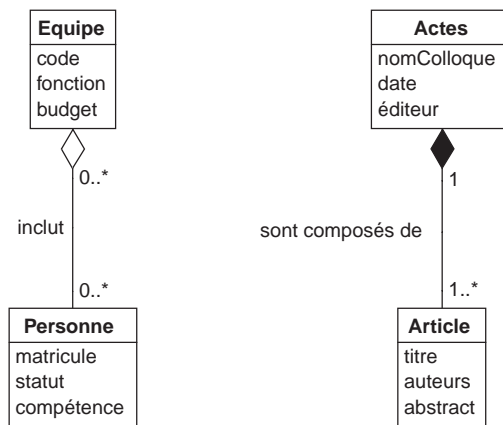 Equipe
code
fonction
budget
0..*
inclut
0..*
Personne
matricule
statut
compétence
Actes
nomColloque
date
éditeur
1
sont composés de
1..*
Article
titre
auteurs
abstract